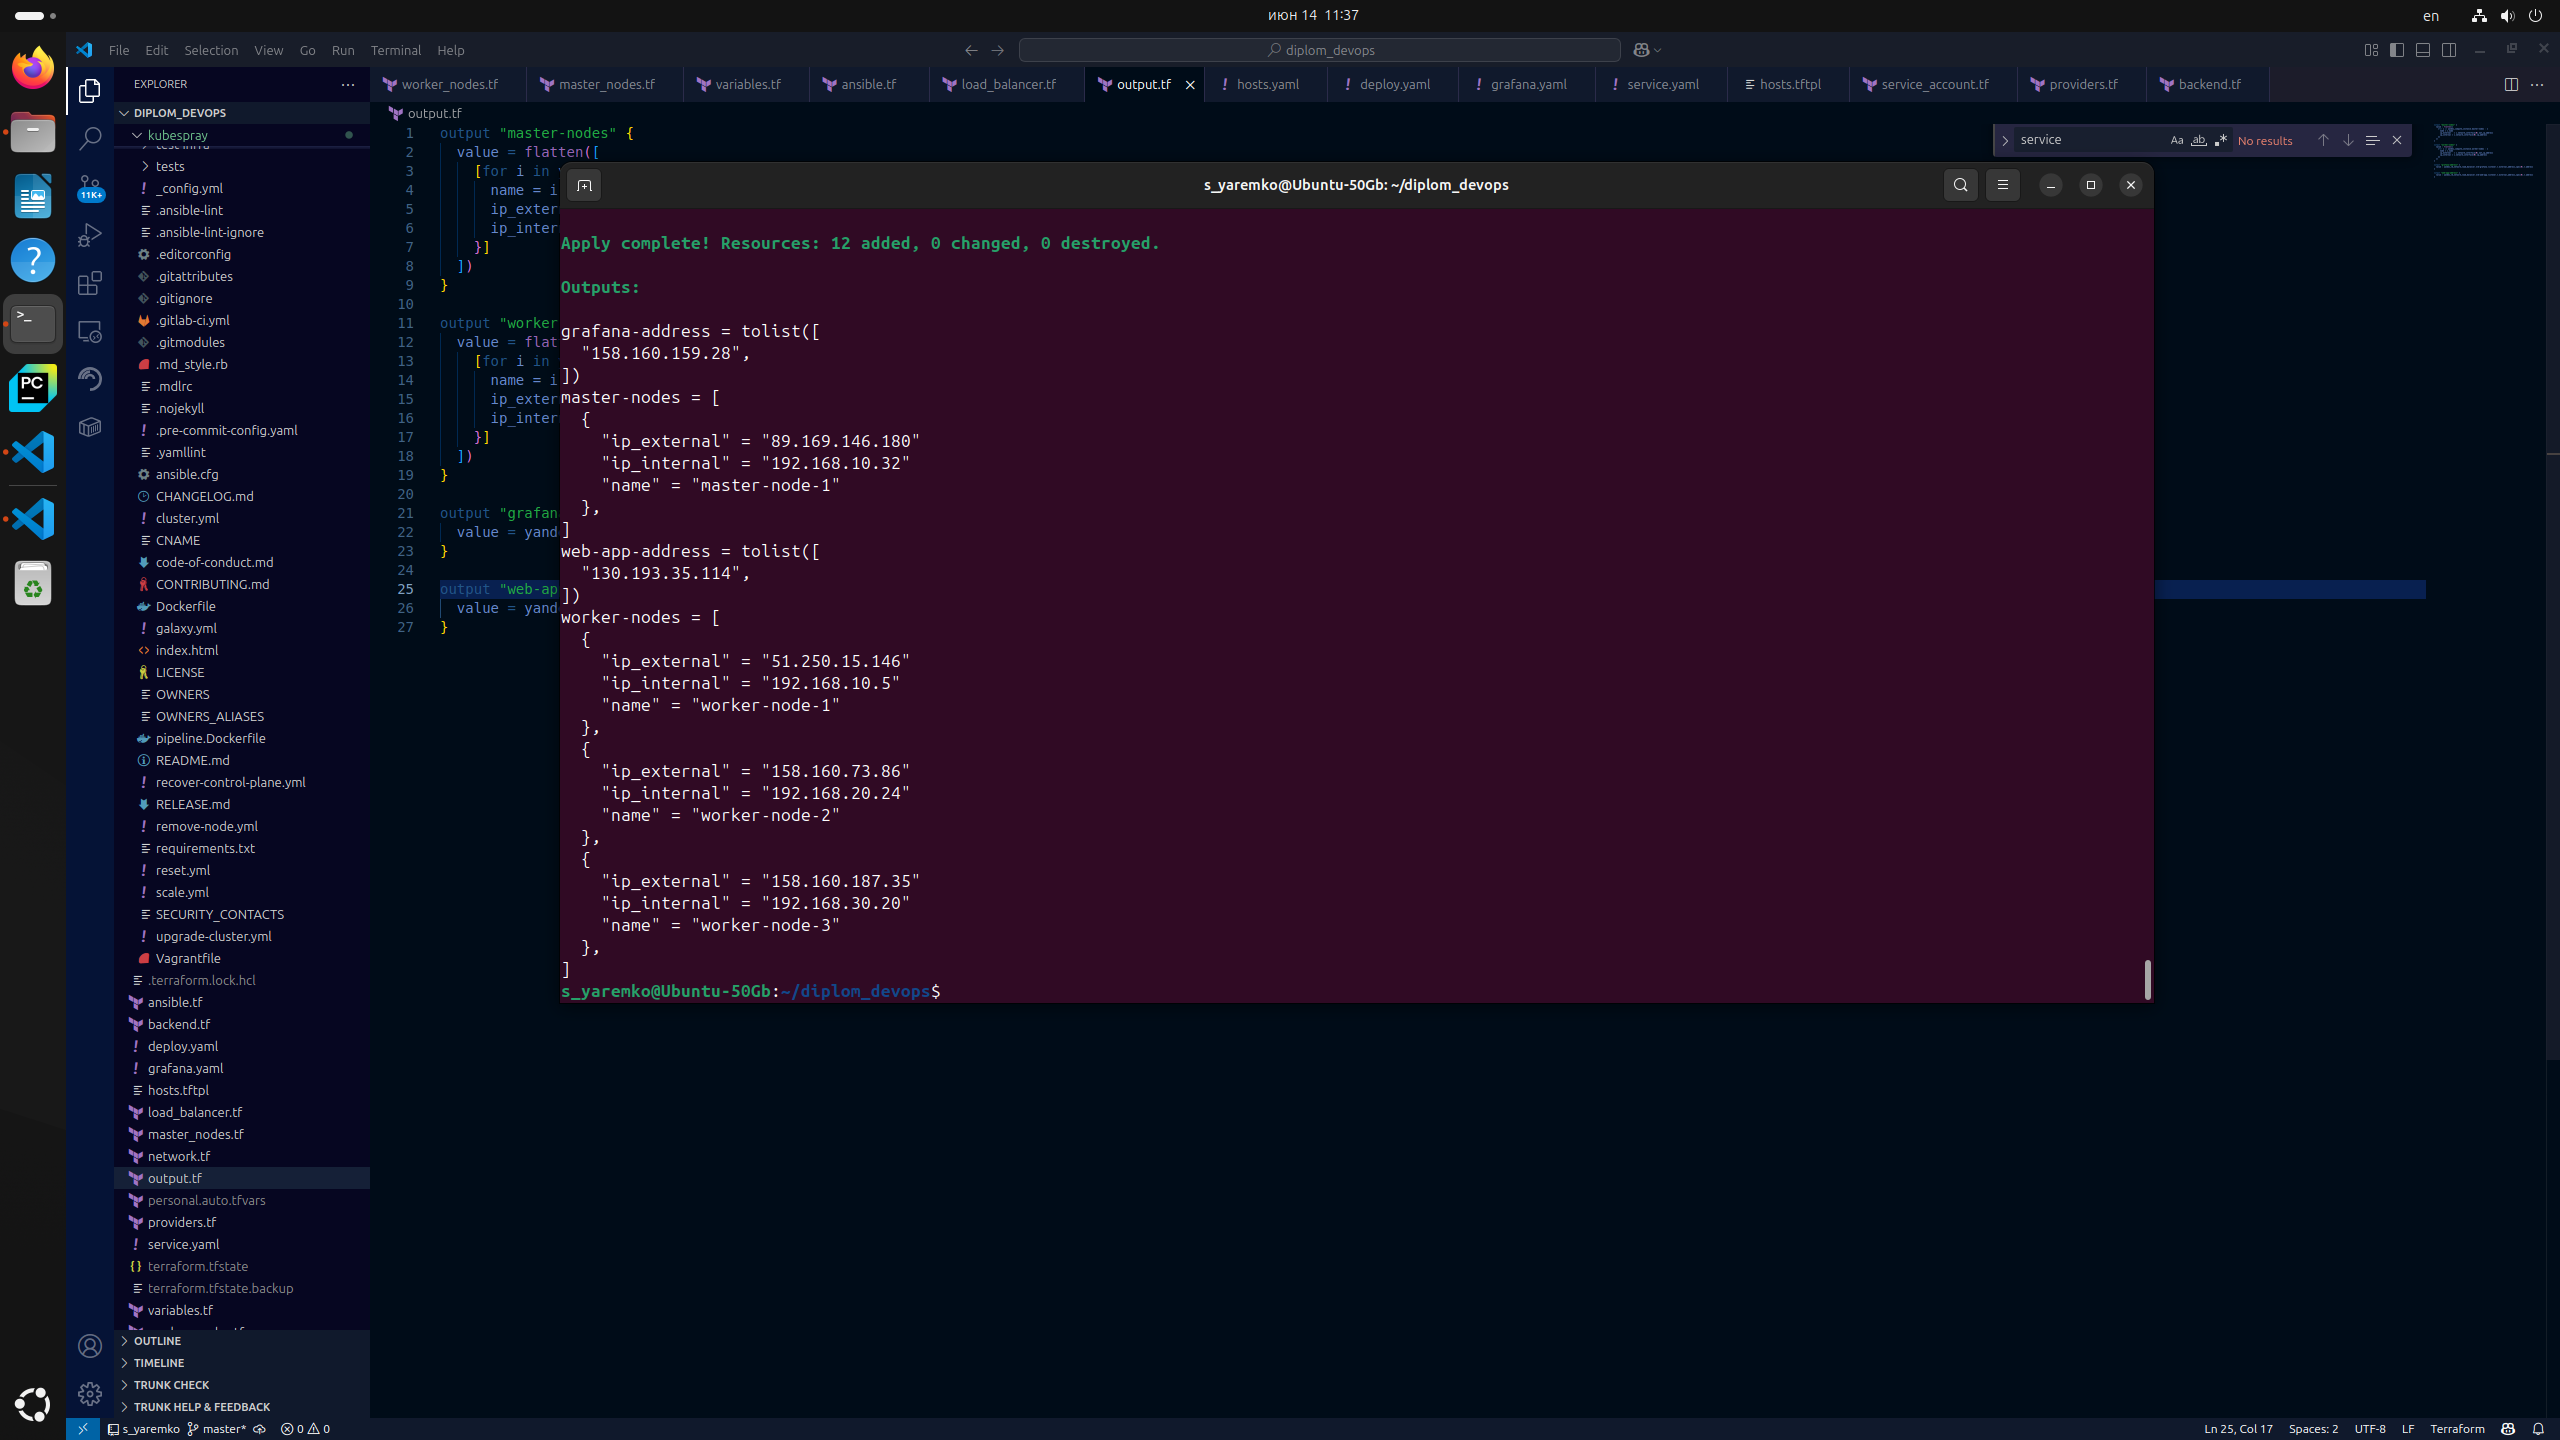 июн 14 11:37
en
File Edit Selection View Go Run Terminal Help
diplom_devops
EXPLORER
worker_nodes.tf master_nodes.tf variables.tf ansible.tf load_balancer.tf output.tf hosts.yaml deploy.yaml grafana.yaml service.yaml hosts.tftpl service_account.tf providers.tf backend.tf
DIPLOM_DEVOPS
kubespray
tests
_config.yml
.ansible-lint
.ansible-lint-ignore
.editorconfig
.gitattributes
.gitignore
.gitlab-ci.yml
.gitmodules
.md_style.rb
.mdlrc
.nojekyll
.pre-commit-config.yaml
.yamllint
ansible.cfg
CHANGELOG.md
cluster.yml
CNAME
code-of-conduct.md
CONTRIBUTING.md
Dockerfile
galaxy.yml
index.html
LICENSE
OWNERS
OWNERS_ALIASES
pipeline.Dockerfile
README.md
recover-control-plane.yml
RELEASE.md
remove-node.yml
requirements.txt
reset.yml
scale.yml
SECURITY_CONTACTS
upgrade-cluster.yml
Vagrantfile
.terraform.lock.hcl
ansible.tf
backend.tf
deploy.yaml
grafana.yaml
hosts.tftpl
load_balancer.tf
master_nodes.tf
network.tf
output.tf
personal.auto.tfvars
providers.tf
service.yaml
terraform.tfstate
terraform.tfstate.backup
variables.tf
OUTLINE
TIMELINE
TRUNK CHECK
TRUNK HELP & FEEDBACK
11K+
output.tf
1 output "master-nodes" {
2 value = flatten([
3 [for i in
4 name = i
5 ip_exter
6 ip_inter
7 }]
8 ])
9 }
10
11 output "worker
12 value = flat
13 [for i in
14 name = i
15 ip_exter
16 ip_inter
17 }]
18 ])
19 }
20
21 output "grafan
22 value = yand
23 }
24
25 output "web-ap
26 value = yand
27 }
service
Aa ab .* No results
s_yaremko@Ubuntu-50Gb: ~/diplom_devops
Apply complete! Resources: 12 added, 0 changed, 0 destroyed.
Outputs:
grafana-address = tolist([
"158.160.159.28",
])
master-nodes = [
{
"ip_external" = "89.169.146.180"
"ip_internal" = "192.168.10.32"
"name" = "master-node-1"
},
]
web-app-address = tolist([
"130.193.35.114",
])
worker-nodes = [
{
"ip_external" = "51.250.15.146"
"ip_internal" = "192.168.10.5"
"name" = "worker-node-1"
},
{
"ip_external" = "158.160.73.86"
"ip_internal" = "192.168.20.24"
"name" = "worker-node-2"
},
{
"ip_external" = "158.160.187.35"
"ip_internal" = "192.168.30.20"
"name" = "worker-node-3"
},
]
s_yaremko@Ubuntu-50Gb:~/diplom_devops$
s_yaremko master* 0 0
Ln 25, Col 17 Spaces: 2 UTF-8 LF Terraform